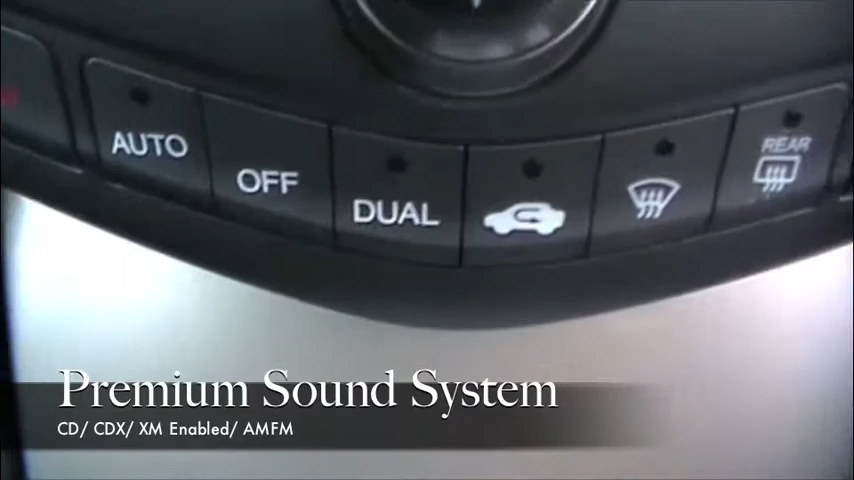 AUTO
OFF
DUAL
REAR
Premium Sound System
CD/ CDX/ XM Enabled/ AMFM